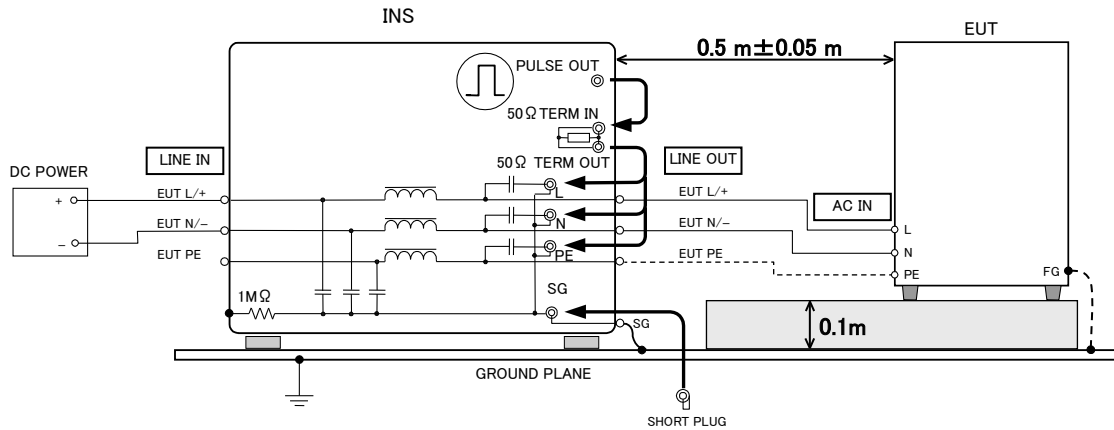 INS
EUT
0.5 m±0.05 m
PULSE OUT
50Ω TERM IN
50Ω TERM OUT
LINE IN
LINE OUT
DC POWER
AC IN
+
−
EUT L/+
EUT N/−
EUT PE
L
N
PE
EUT L/+
EUT N/−
EUT PE
L
N
PE
FG
1MΩ
SG
SG
0.1m
GROUND PLANE
SHORT PLUG